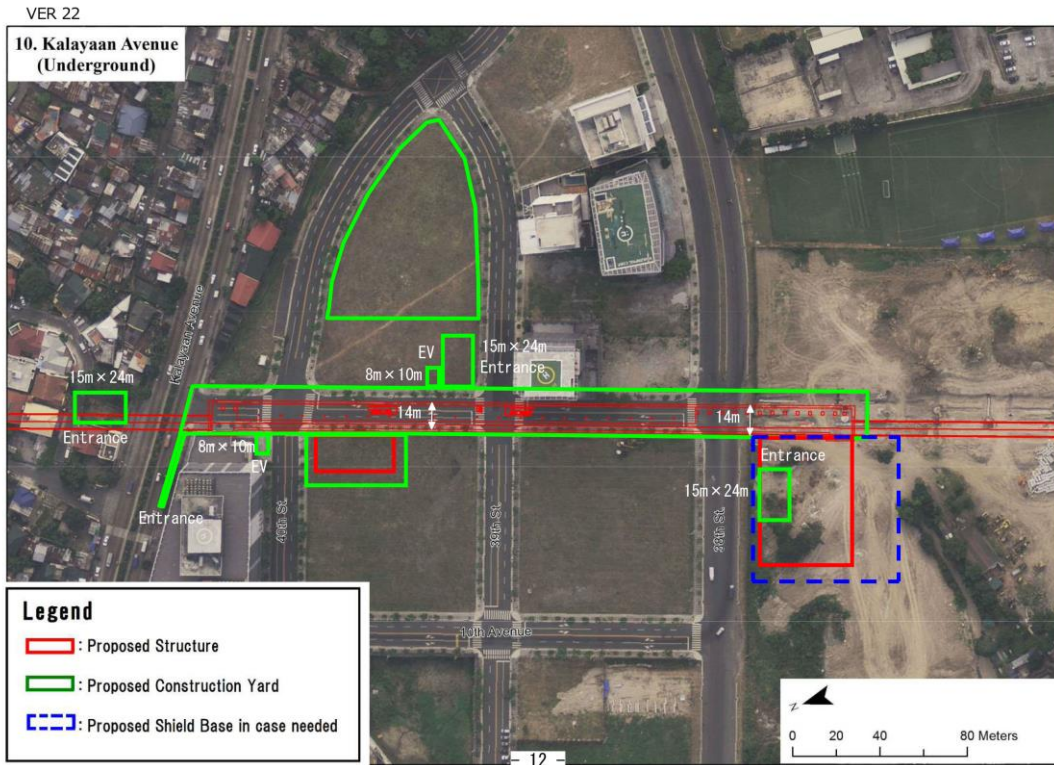 VER 22
10. Kalayaan Avenue
(Underground)
Kalayaan Avenue
15m×24m
Entrance
EV
8m×10m
15m×24m
Entrance
14m
14m
8m×10m
EV
Entrance
Entrance
15m×24m
40th St.
39th St.
38th St.
10th Avenue
Legend
: Proposed Structure
: Proposed Construction Yard
: Proposed Shield Base in case needed
N
0 20 40 80 Meters
- 12 -